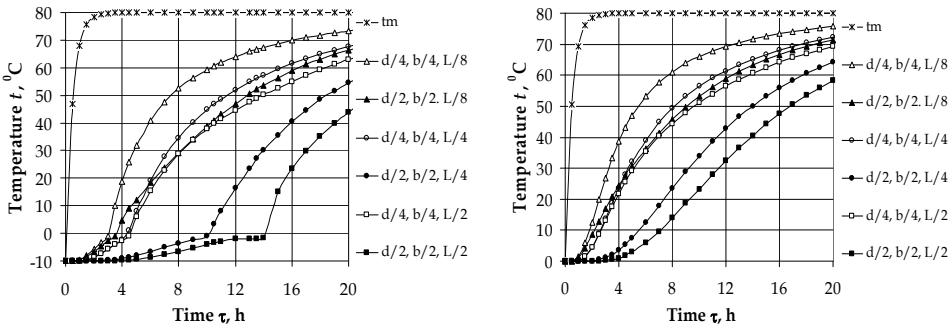 80
70
60
50
40
30
20
10
0
-10
Temperature t, ⁰C
0 4 8 12 16 20
Time τ, h
tm
d/4, b/4, L/8
d/2, b/2. L/8
d/4, b/4, L/4
d/2, b/2, L/4
d/4, b/4, L/2
d/2, b/2, L/2
80
70
60
50
40
30
20
10
0
Temperature t, ⁰C
0 4 8 12 16 20
Time τ, h
tm
d/4, b/4, L/8
d/2, b/2. L/8
d/4, b/4, L/4
d/2, b/2, L/4
d/4, b/4, L/2
d/2, b/2, L/2